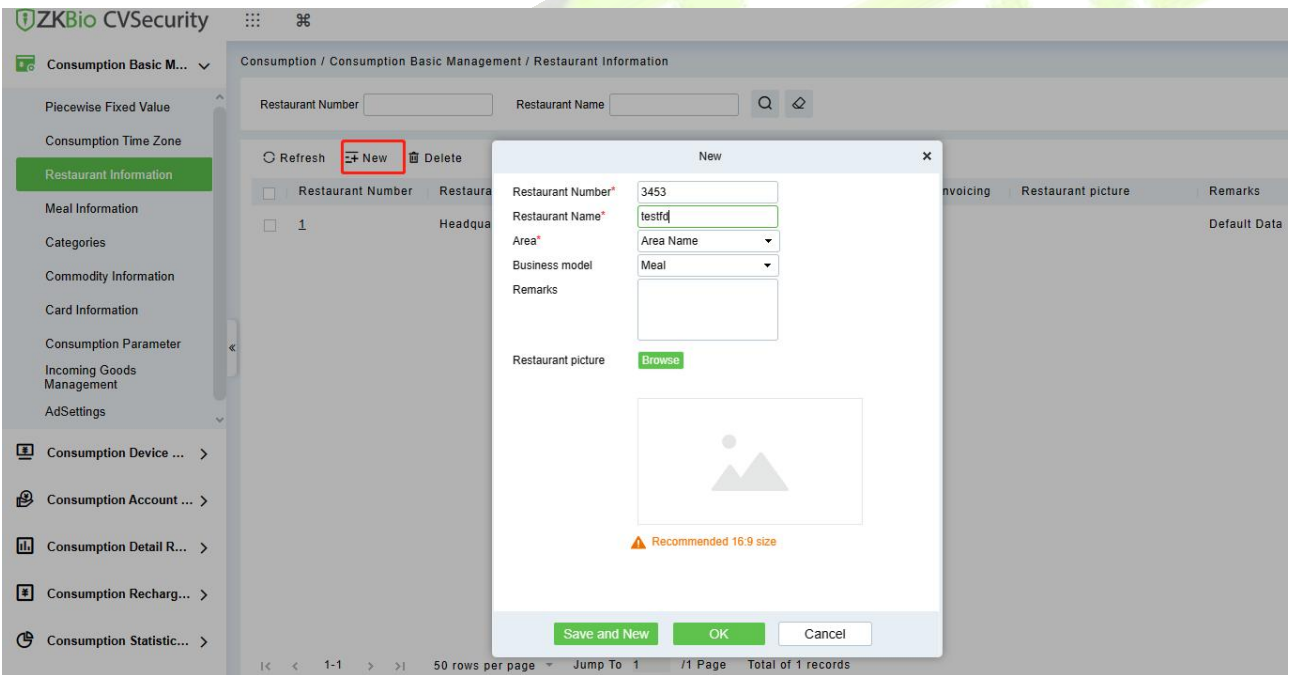 ZKBio CVSecurity
Consumption Basic M...
Consumption / Consumption Basic Management / Restaurant Information
Piecewise Fixed Value
Consumption Time Zone
Restaurant Information
Meal Information
Categories
Commodity Information
Card Information
Consumption Parameter
Incoming Goods
Management
AdSettings
Consumption Device ...
Consumption Account ...
Consumption Detail R...
Consumption Recharg...
Consumption Statistic...
Restaurant Number Restaurant Name
Refresh New Delete
Restaurant Number Restaura nvoicing Restaurant picture Remarks
1 Headqua Default Data
New
Restaurant Number* 3453
Restaurant Name* testfd
Area* Area Name
Business model Meal
Remarks
Restaurant picture Browse
Recommended 16:9 size
Save and New OK Cancel
1-1 50 rows per page Jump To 1 /1 Page Total of 1 records